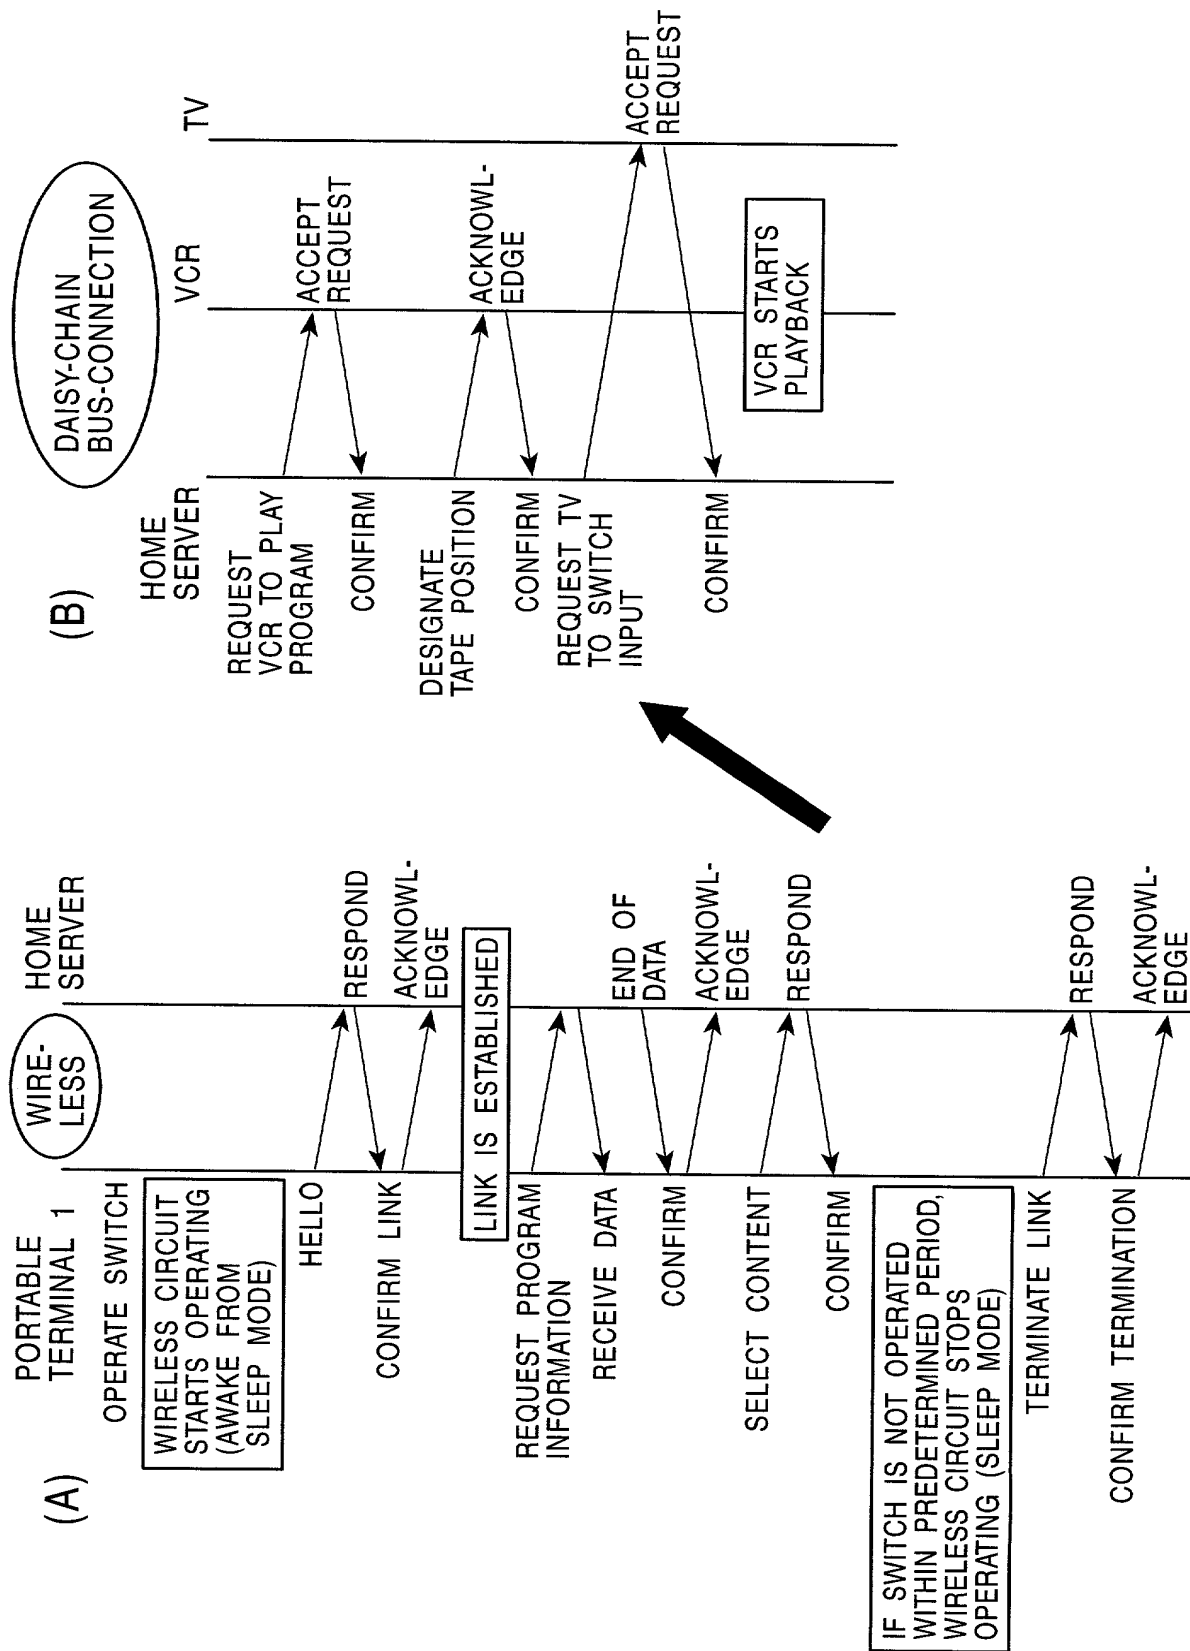 (A)
PORTABLE
TERMINAL 1
WIRE-
LESS
HOME
SERVER
OPERATE SWITCH
WIRELESS CIRCUIT
STARTS OPERATING
(AWAKE FROM
SLEEP MODE)
HELLO
RESPOND
CONFIRM LINK
ACKNOWL-
EDGE
LINK IS ESTABLISHED
REQUEST PROGRAM
INFORMATION
RECEIVE DATA
END OF
DATA
CONFIRM
ACKNOWL-
EDGE
SELECT CONTENT
RESPOND
CONFIRM
IF SWITCH IS NOT OPERATED
WITHIN PREDETERMINED PERIOD,
WIRELESS CIRCUIT STOPS
OPERATING (SLEEP MODE)
TERMINATE LINK
RESPOND
CONFIRM TERMINATION
ACKNOWL-
EDGE
(B)
DAISY-CHAIN
BUS-CONNECTION
HOME
SERVER
VCR
TV
REQUEST
VCR TO PLAY
PROGRAM
ACCEPT
REQUEST
CONFIRM
DESIGNATE
TAPE POSITION
ACKNOWL-
EDGE
CONFIRM
REQUEST TV
TO SWITCH
INPUT
ACCEPT
REQUEST
CONFIRM
VCR STARTS
PLAYBACK